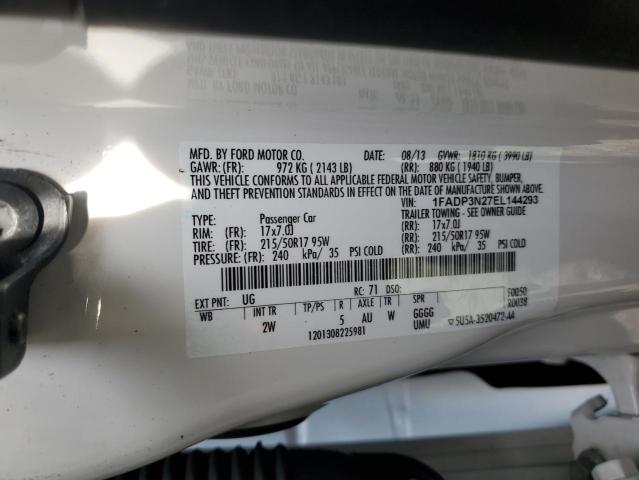 MFD. BY FORD MOTOR CO. DATE: 08/13 GVWR: 1810 KG ( 3990 LB)
GAWR: (FR): 972 KG ( 2143 LB) (RR): 880 KG ( 1940 LB)
THIS VEHICLE CONFORMS TO ALL APPLICABLE FEDERAL MOTOR VEHICLE SAFETY, BUMPER,
AND THEFT PREVENTION STANDARDS IN EFFECT ON THE DATE OF MANUFACTURE SHOWN ABOVE.
VIN: 1FADP3N27EL144293
TYPE: Passenger Car TRAILER TOWING - SEE OWNER GUIDE
RIM: (FR) 17x7.0J (RR) 17x7.0J
TIRE: (FR) 215/50R17 95W (RR) 215/50R17 95W
PRESSURE: (FR) 240 kPa/ 35 PSI COLD (RR) 240 kPa/ 35 PSI COLD
EXT PNT: UG RC: 71 DSO: F0050
WB INT TR TP/PS R AXLE TR SPR R0038
2W 5 AU W GGGG
UMU
1201308225981 5U5A-3520472-AA